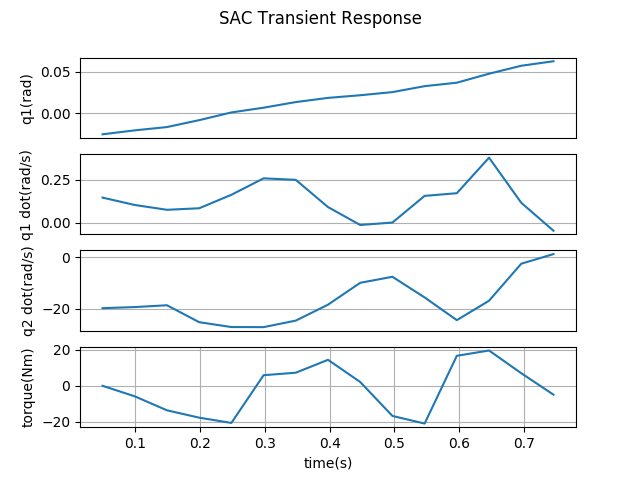 SAC Transient Response
q1(rad)
0.05
0.00
q1 dot(rad/s)
0.25
0.00
q2 dot(rad/s)
0
−20
torque(Nm)
20
0
−20
0.1 0.2 0.3 0.4 0.5 0.6 0.7
time(s)